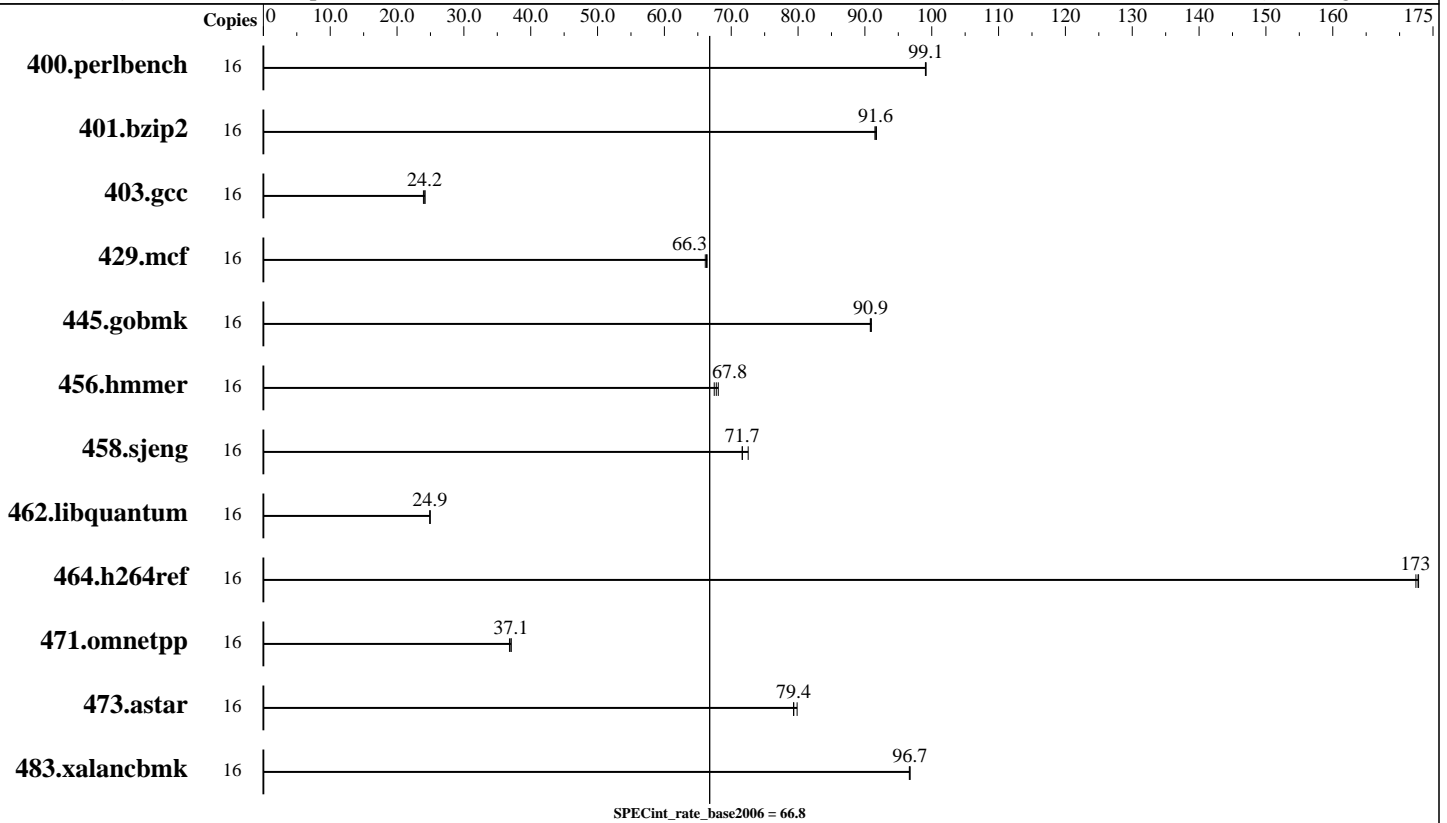 Copies 0 10.0 20.0 30.0 40.0 50.0 60.0 70.0 80.0 90.0 100 110 120 130 140 150 160 175
400.perlbench 16 99.1
401.bzip2 16 91.6
403.gcc 16 24.2
429.mcf 16 66.3
445.gobmk 16 90.9
456.hmmer 16 67.8
458.sjeng 16 71.7
462.libquantum 16 24.9
464.h264ref 16 173
471.omnetpp 16 37.1
473.astar 16 79.4
483.xalancbmk 16 96.7
SPECint_rate_base2006 = 66.8